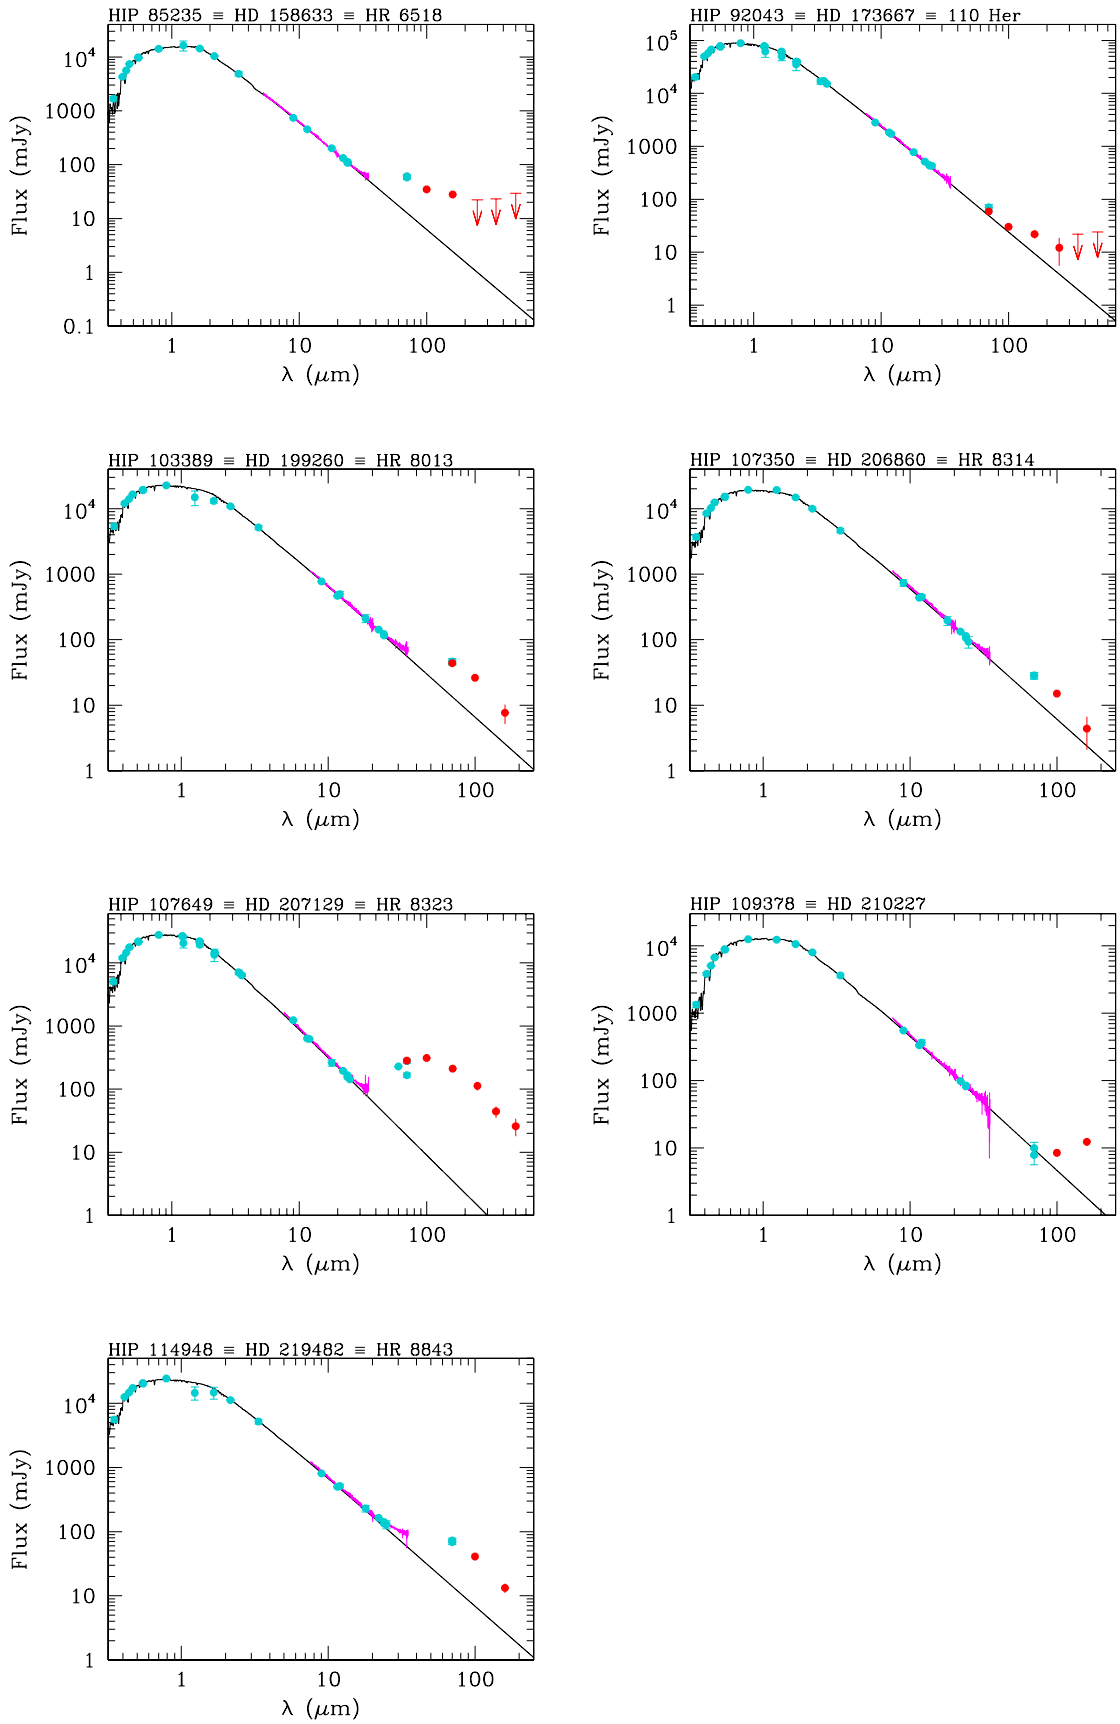 HIP 85235 ≡ HD 158633 ≡ HR 6518
10⁴
1000
100
10
1
0.1
Flux (mJy)
1 10 100
λ (μm)
HIP 92043 ≡ HD 173667 ≡ 110 Her
10⁵
10⁴
1000
100
10
1
Flux (mJy)
1 10 100
λ (μm)
HIP 103389 ≡ HD 199260 ≡ HR 8013
10⁴
1000
100
10
1
Flux (mJy)
1 10 100
λ (μm)
HIP 107350 ≡ HD 206860 ≡ HR 8314
10⁴
1000
100
10
1
Flux (mJy)
1 10 100
λ (μm)
HIP 107649 ≡ HD 207129 ≡ HR 8323
10⁴
1000
100
10
1
Flux (mJy)
1 10 100
λ (μm)
HIP 109378 ≡ HD 210227
10⁴
1000
100
10
1
Flux (mJy)
1 10 100
λ (μm)
HIP 114948 ≡ HD 219482 ≡ HR 8843
10⁴
1000
100
10
1
Flux (mJy)
1 10 100
λ (μm)